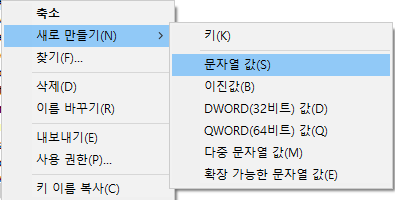 축소
새로 만들기(N)
찾기(F)...
삭제(D)
이름 바꾸기(R)
내보내기(E)
사용 권한(P)...
키 이름 복사(C)
키(K)
문자열 값(S)
이진값(B)
DWORD(32비트) 값(D)
QWORD(64비트) 값(Q)
다중 문자열 값(M)
확장 가능한 문자열 값(E)